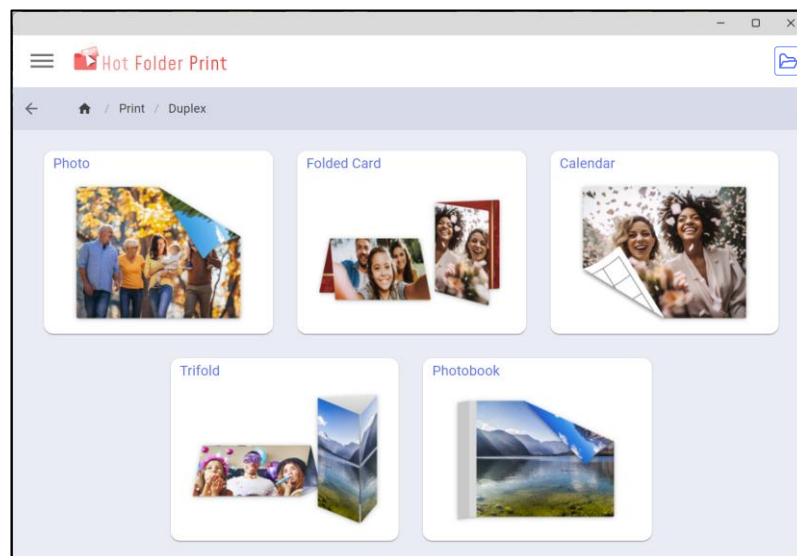 Hot Folder Print
/ Print / Duplex
Photo
Folded Card
Calendar
Trifold
Photobook